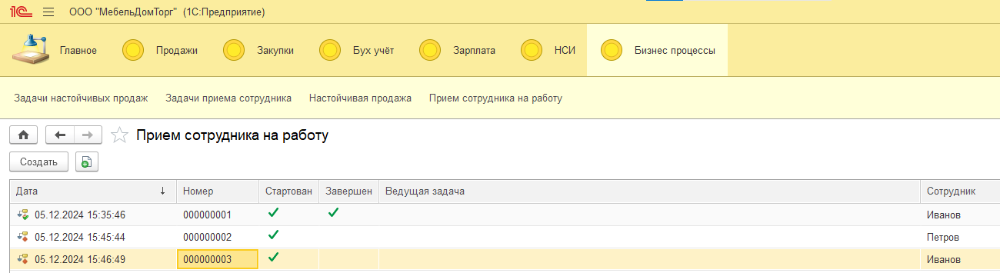 1С ООО "МебельДомТорг" (1С:Предприятие)
Главное Продажи Закупки Бух учёт Зарплата НСИ Бизнес процессы
Задачи настойчивых продаж Задачи приема сотрудника Настойчивая продажа Прием сотрудника на работу
Прием сотрудника на работу
Создать
Дата ↓ Номер Стартован Завершен Ведущая задача Сотрудник
05.12.2024 15:35:46 000000001 Иванов
05.12.2024 15:45:44 000000002 Петров
05.12.2024 15:46:49 000000003 Иванов